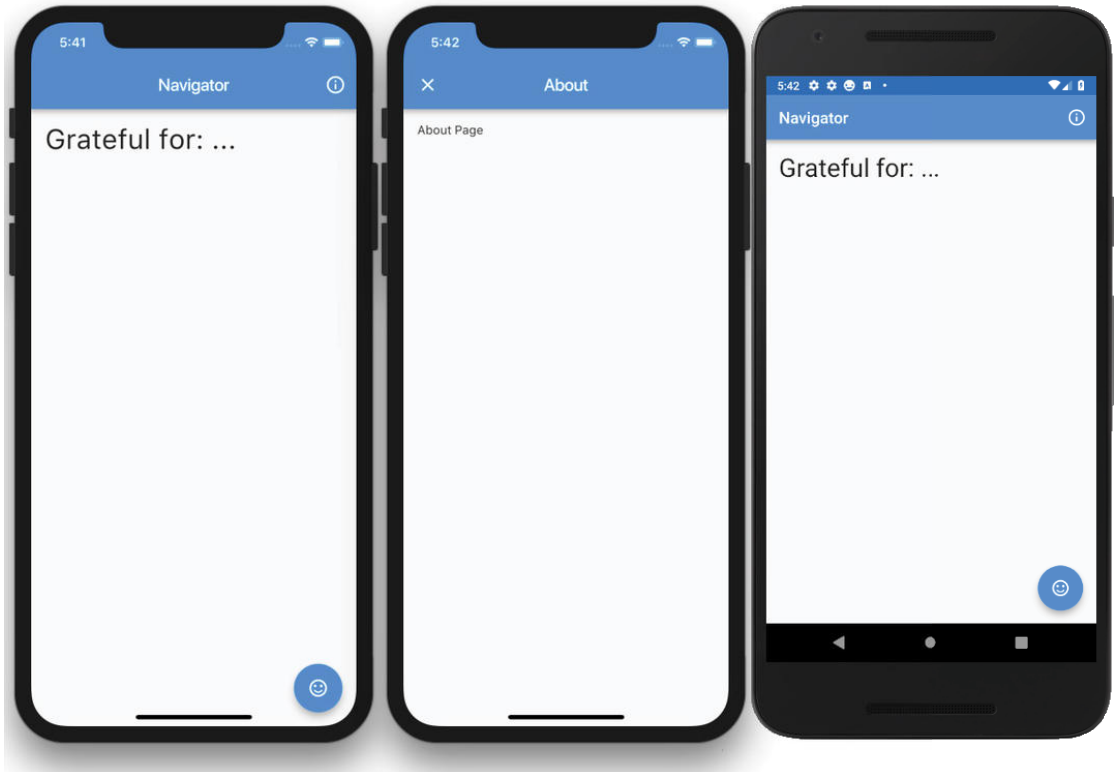 5:41
Navigator
Grateful for: ...
5:42
About
About Page
5:42
Navigator
Grateful for: ...